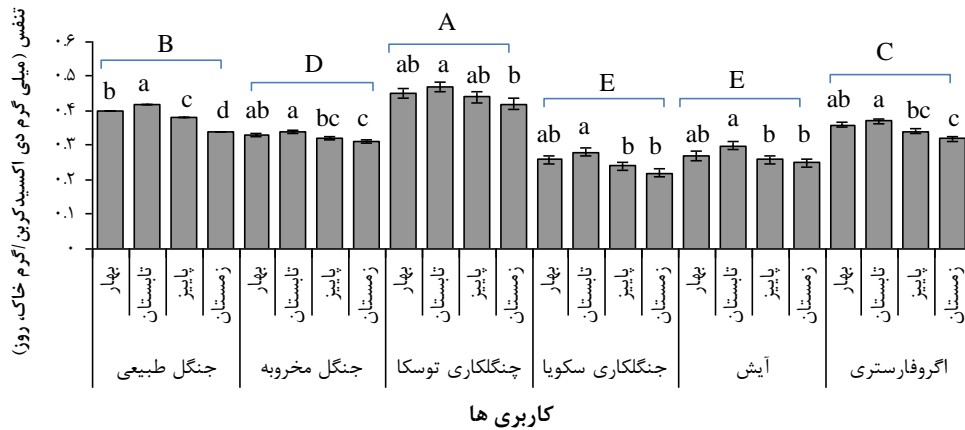 تنفس (میلی گرم دی اکسیدکربن/گرم خاک، روز)
۰.۶
۰.۵
۰.۴
۰.۳
۰.۲
۰.۱
۰
B D A E E C
b a c d ab a bc c ab a ab b ab a b b ab a b b ab a bc c
بهار تابستان پاییز زمستان بهار تابستان پاییز زمستان بهار تابستان پاییز زمستان بهار تابستان پاییز زمستان بهار تابستان پاییز زمستان بهار تابستان پاییز زمستان
جنگل طبیعی جنگل مخروبه چنگلکاری توسکا جنگلکاری سکویا آیش اگروفارستری
کاربری ها